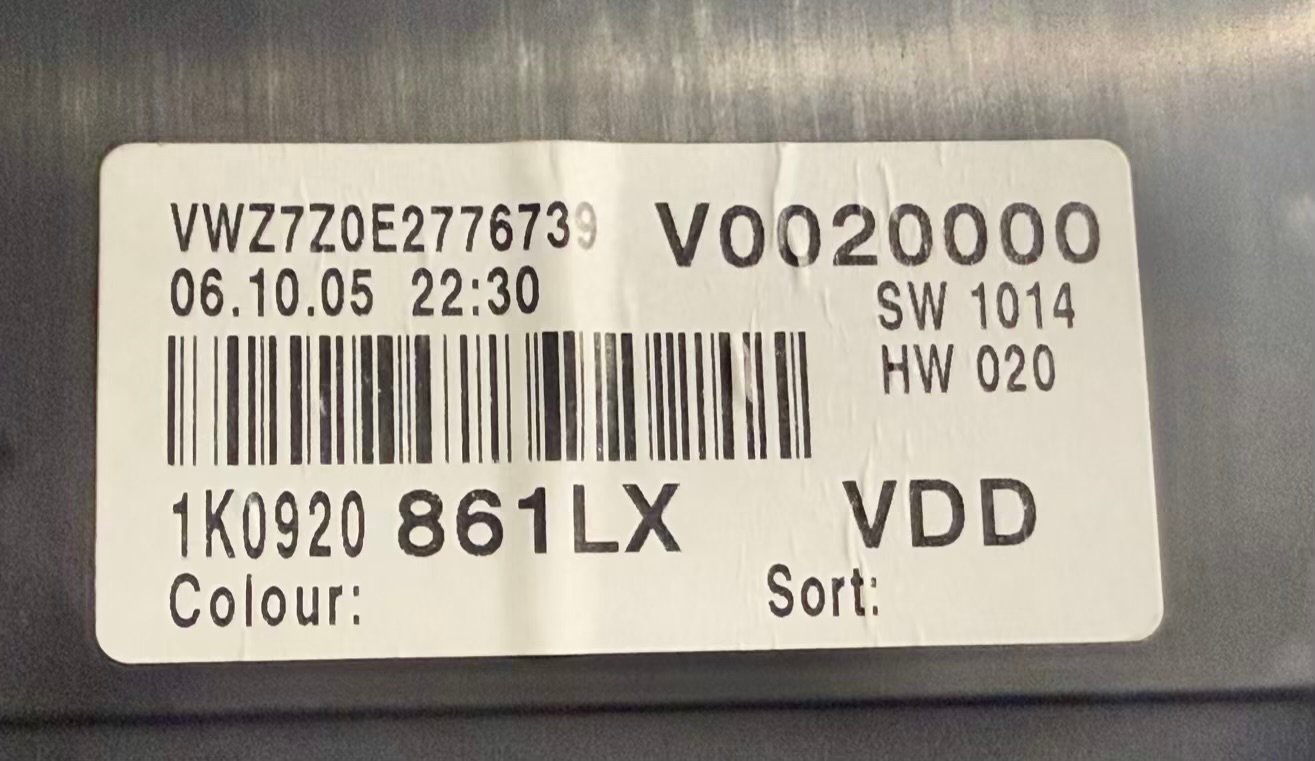 VWZ7Z0E2776739 V0020000
06.10.05 22:30 SW 1014
HW 020
1K0920 861LX VDD
Colour: Sort: